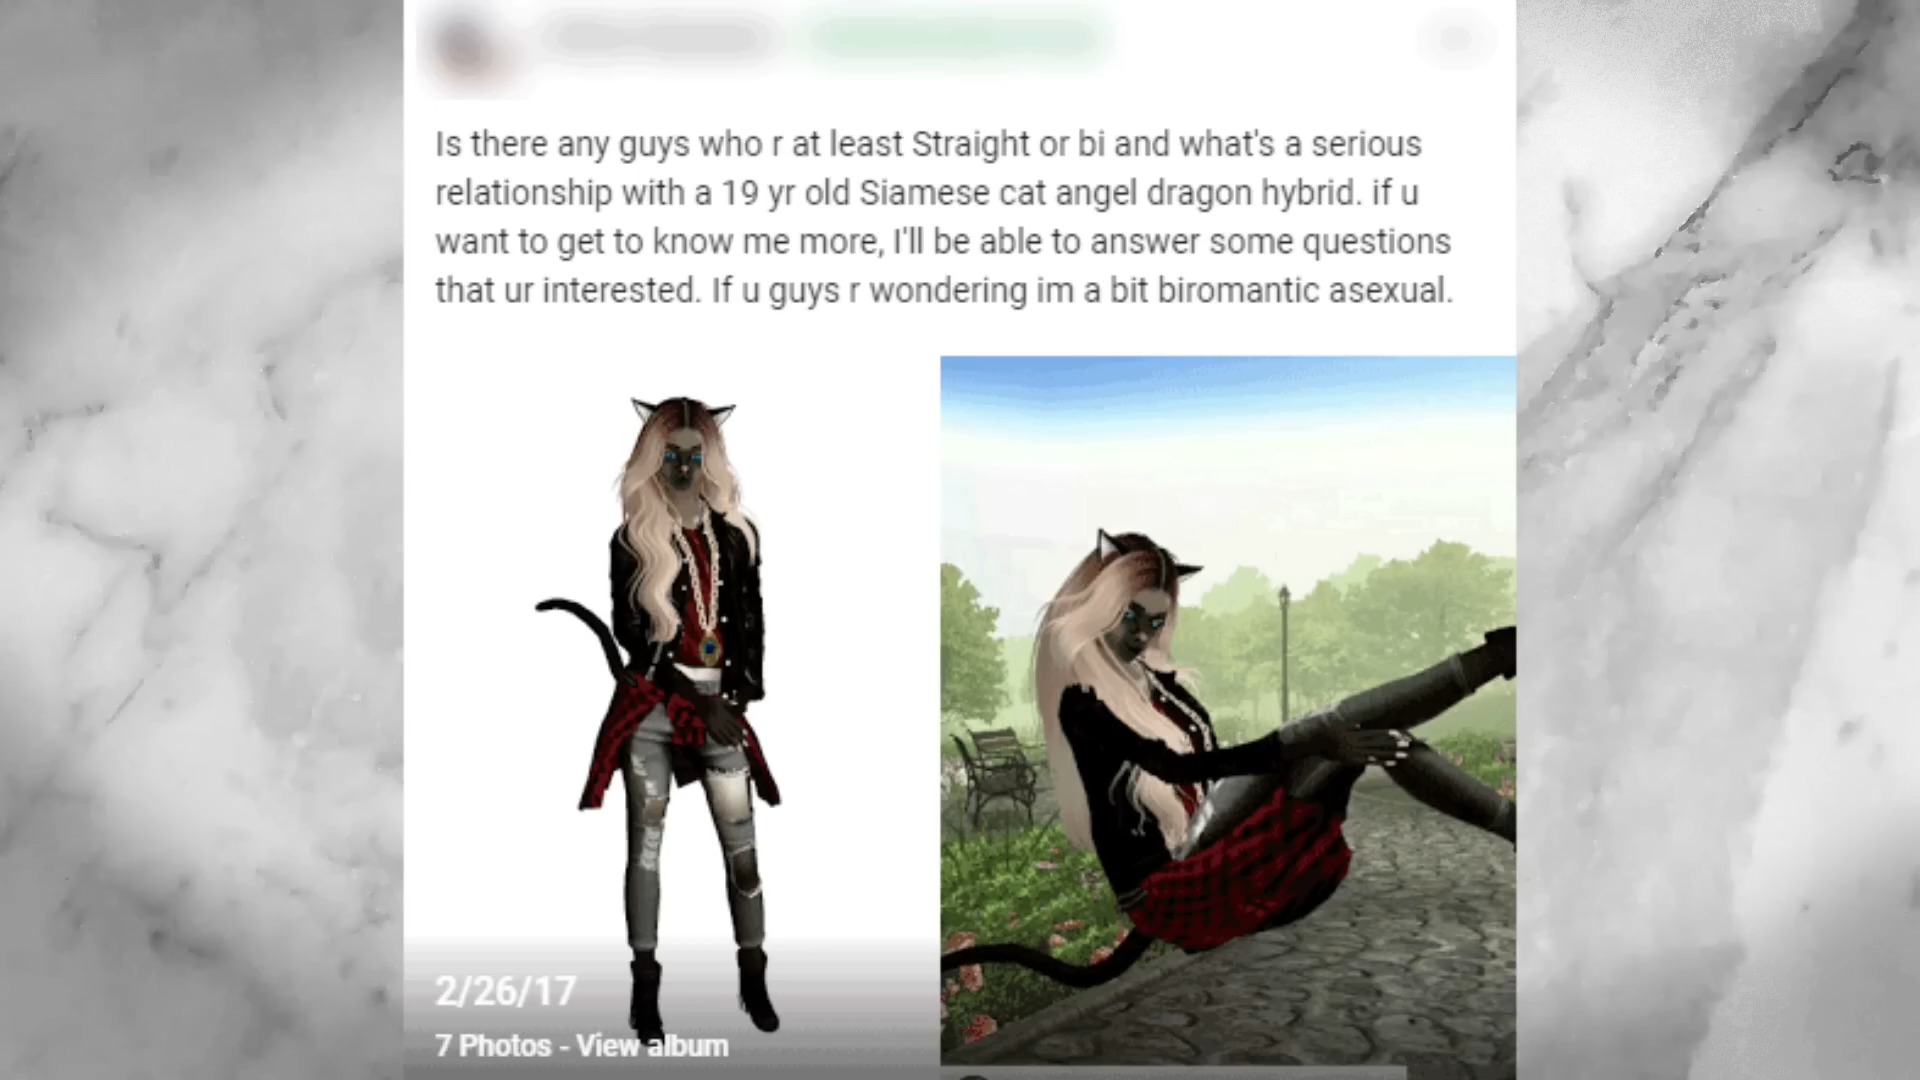 Is there any guys who r at least Straight or bi and what's a serious
relationship with a 19 yr old Siamese cat angel dragon hybrid. if u
want to get to know me more, I'll be able to answer some questions
that ur interested. If u guys r wondering im a bit biromantic asexual.
2/26/17
7 Photos - View album